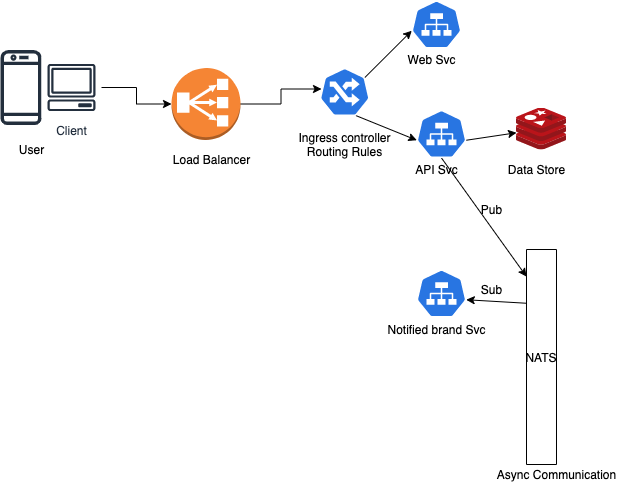 Web Svc
Client
User
Load Balancer
Ingress controller
Routing Rules
API Svc
Data Store
Pub
Sub
Notified brand Svc
NATS
Async Communication